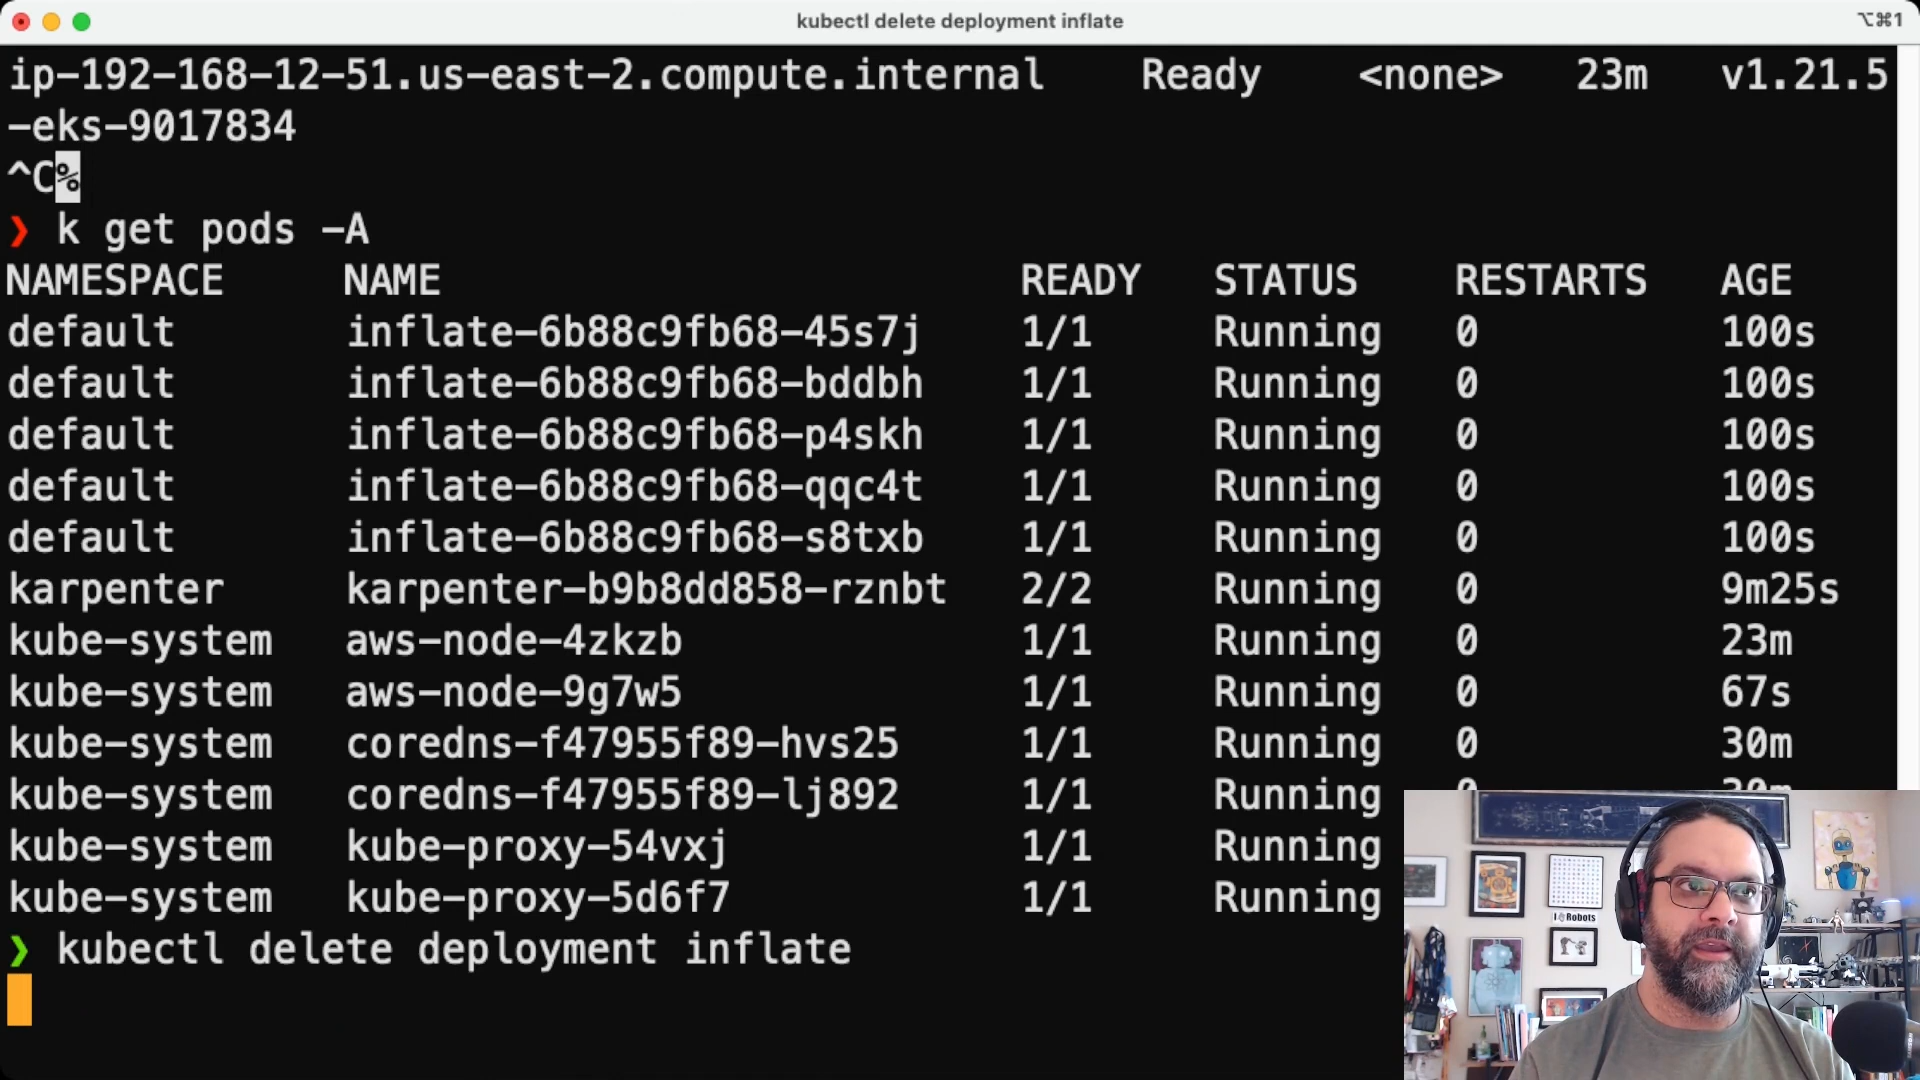 kubectl delete deployment inflate
⌥⌘1
ip-192-168-12-51.us-east-2.compute.internal Ready <none> 23m v1.21.5
-eks-9017834
^C%
❯ k get pods -A
NAMESPACE NAME READY STATUS RESTARTS AGE
default inflate-6b88c9fb68-45s7j 1/1 Running 0 100s
default inflate-6b88c9fb68-bddbh 1/1 Running 0 100s
default inflate-6b88c9fb68-p4skh 1/1 Running 0 100s
default inflate-6b88c9fb68-qqc4t 1/1 Running 0 100s
default inflate-6b88c9fb68-s8txb 1/1 Running 0 100s
karpenter karpenter-b9b8dd858-rznbt 2/2 Running 0 9m25s
kube-system aws-node-4zkzb 1/1 Running 0 23m
kube-system aws-node-9g7w5 1/1 Running 0 67s
kube-system coredns-f47955f89-hvs25 1/1 Running 0 30m
kube-system coredns-f47955f89-lj892 1/1 Running 0 30m
kube-system kube-proxy-54vxj 1/1 Running
kube-system kube-proxy-5d6f7 1/1 Running
❯ kubectl delete deployment inflate
Robots